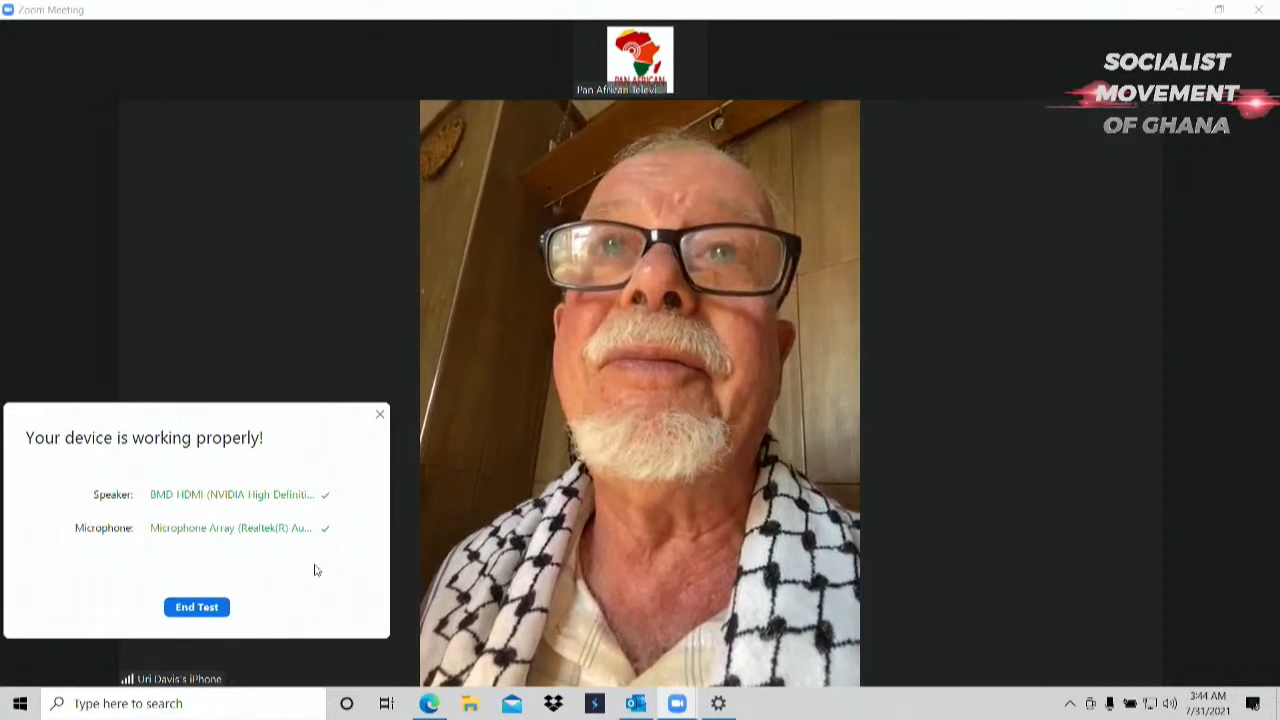 Zoom Meeting
PAN AFRICAN
Pan African Televi...
SOCIALIST
MOVEMENT
OF GHANA
Your device is working properly!
Speaker: BMD HDMI (NVIDIA High Definiti...
Microphone: Microphone Array (Realtek(R) Au...
End Test
Uri Davis's iPhone
Type here to search
3:44 AM
7/31/2021